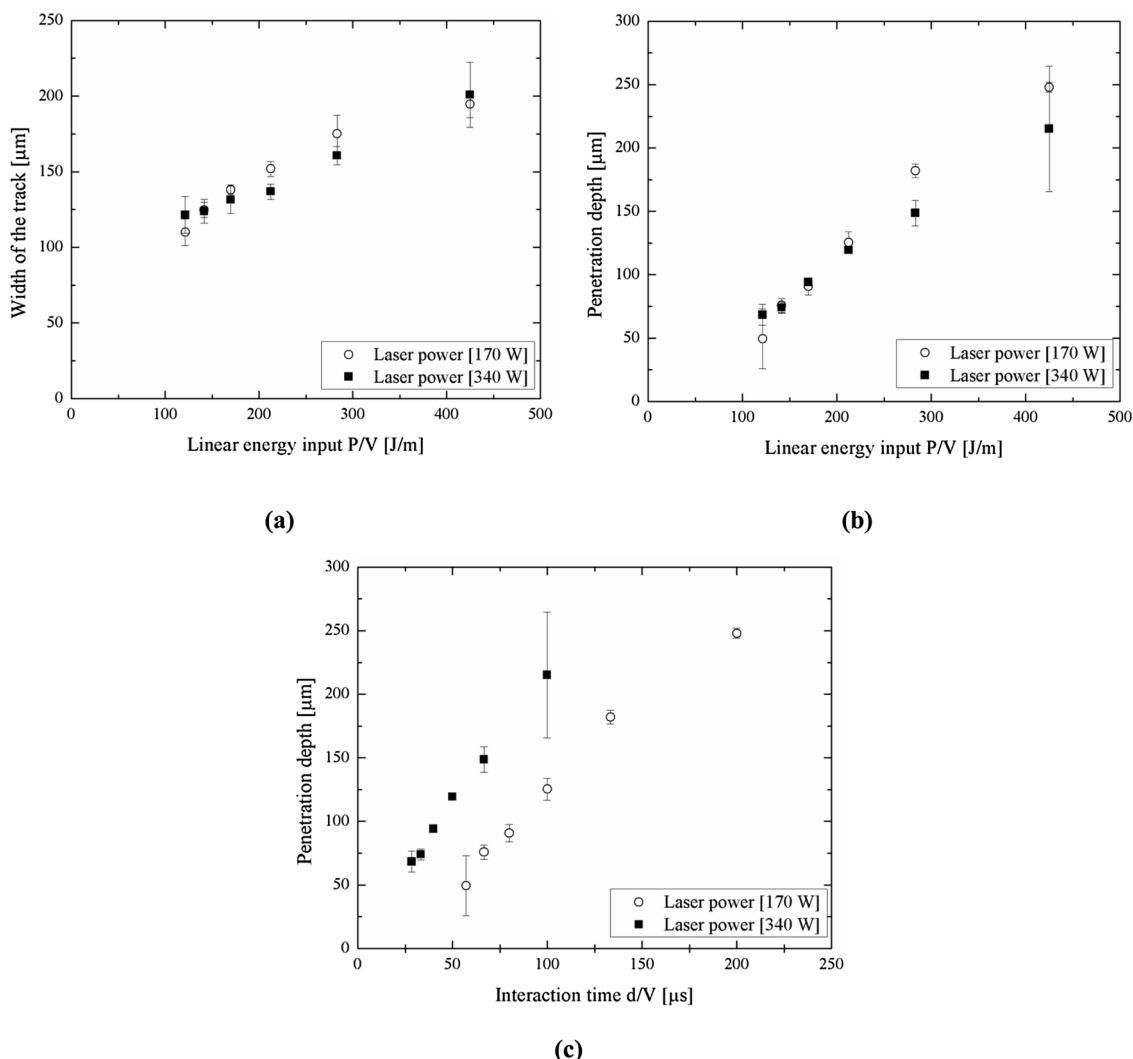 250
200
150
100
50
0
Width of the track [µm]
Laser power [170 W]
Laser power [340 W]
0 100 200 300 400 500
Linear energy input P/V [J/m]
(a)
300
250
200
150
100
50
0
Penetration depth [µm]
Laser power [170 W]
Laser power [340 W]
0 100 200 300 400 500
Linear energy input P/V [J/m]
(b)
300
250
200
150
100
50
0
Penetration depth [µm]
Laser power [170 W]
Laser power [340 W]
0 50 100 150 200 250
Interaction time d/V [µs]
(c)